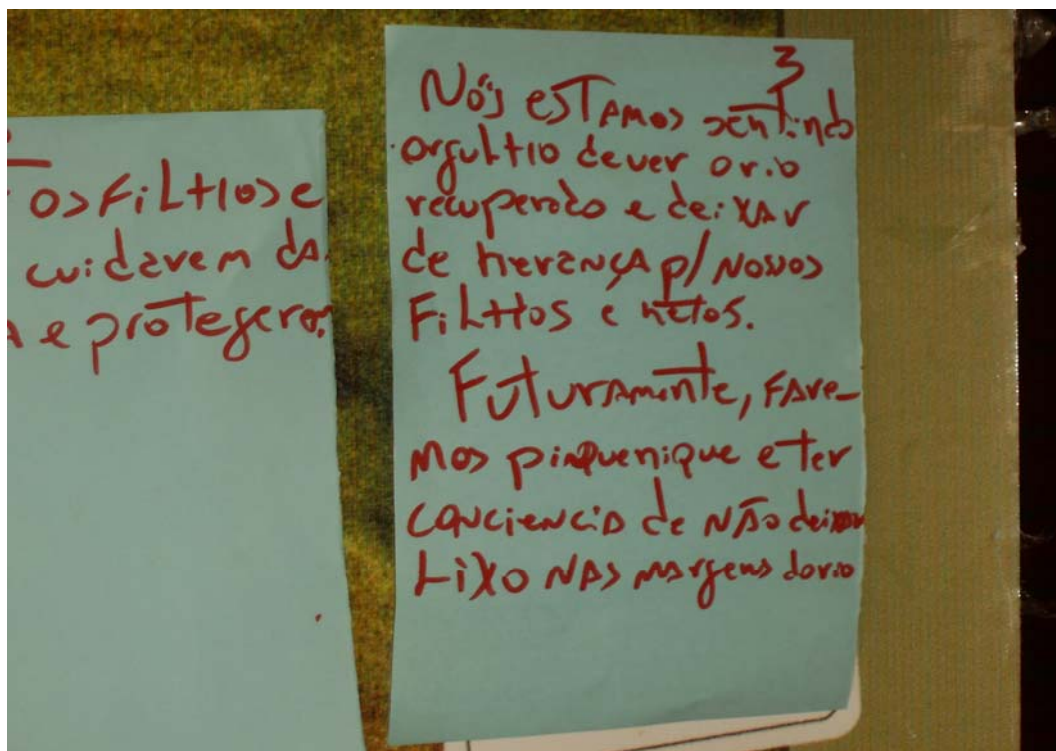 OS FILHOS E
cuidarem da
A e protegerem
3
Nós estamos sentindo
orgulho de ver o rio
recuperado e deixar
de herança p/ nossos
Filhos e netos.
Futuramente, fare-
mos piquenique e ter
conciencia de não deixar
Lixo nas margens do rio